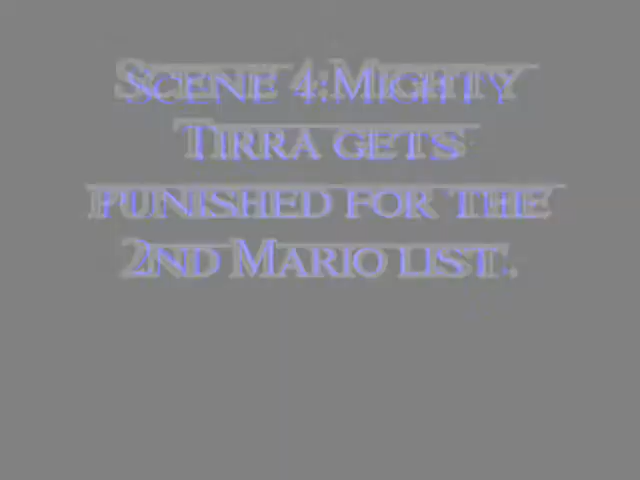 Scene 4:Mighty
Tirra gets
punished for the
2nd Mario list.